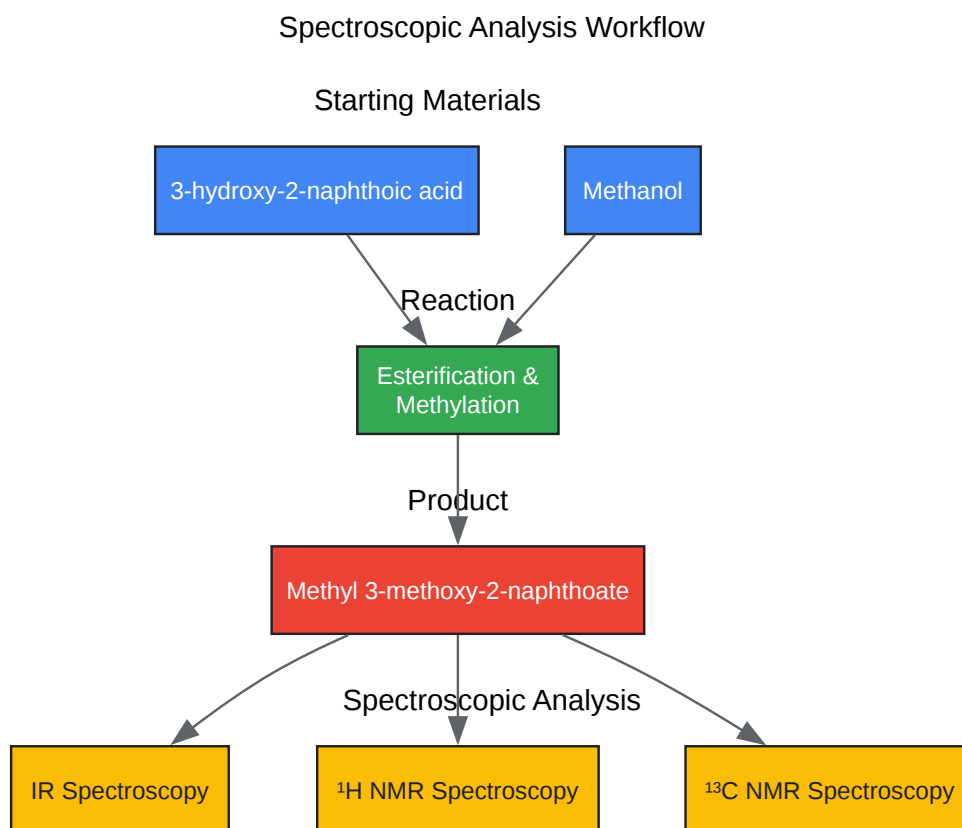 Spectroscopic Analysis Workflow
Starting Materials
3-hydroxy-2-naphthoic acid
Methanol
Reaction
Esterification &
Methylation
Product
Methyl 3-methoxy-2-naphthoate
Spectroscopic Analysis
IR Spectroscopy
¹H NMR Spectroscopy
¹³C NMR Spectroscopy